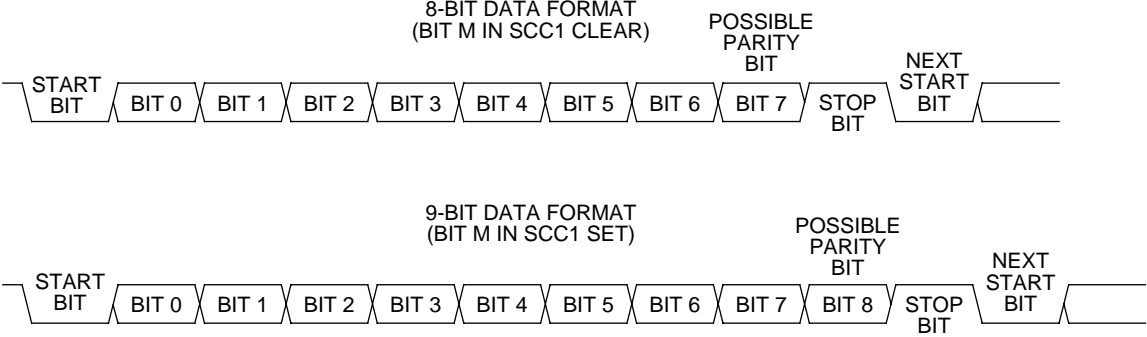 8-BIT DATA FORMAT
(BIT M IN SCC1 CLEAR)
POSSIBLE
PARITY
BIT
START
BIT
BIT 0
BIT 1
BIT 2
BIT 3
BIT 4
BIT 5
BIT 6
BIT 7
STOP
BIT
NEXT
START
BIT
9-BIT DATA FORMAT
(BIT M IN SCC1 SET)
POSSIBLE
PARITY
BIT
START
BIT
BIT 0
BIT 1
BIT 2
BIT 3
BIT 4
BIT 5
BIT 6
BIT 7
BIT 8
STOP
BIT
NEXT
START
BIT